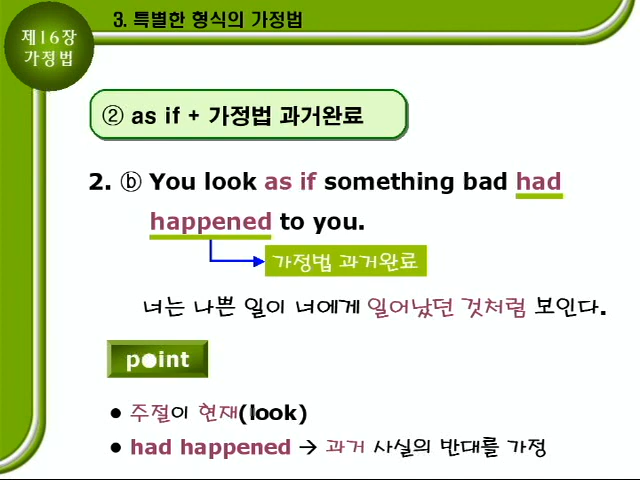 3. 특별한 형식의 가정법
제16장
가정법
② as if + 가정법 과거완료
2. ⓑ You look as if something bad had
happened to you.
가정법 과거완료
너는 나쁜 일이 너에게 일어났던 것처럼 보인다.
point
● 주절이 현재(look)
● had happened → 과거 사실의 반대를 가정